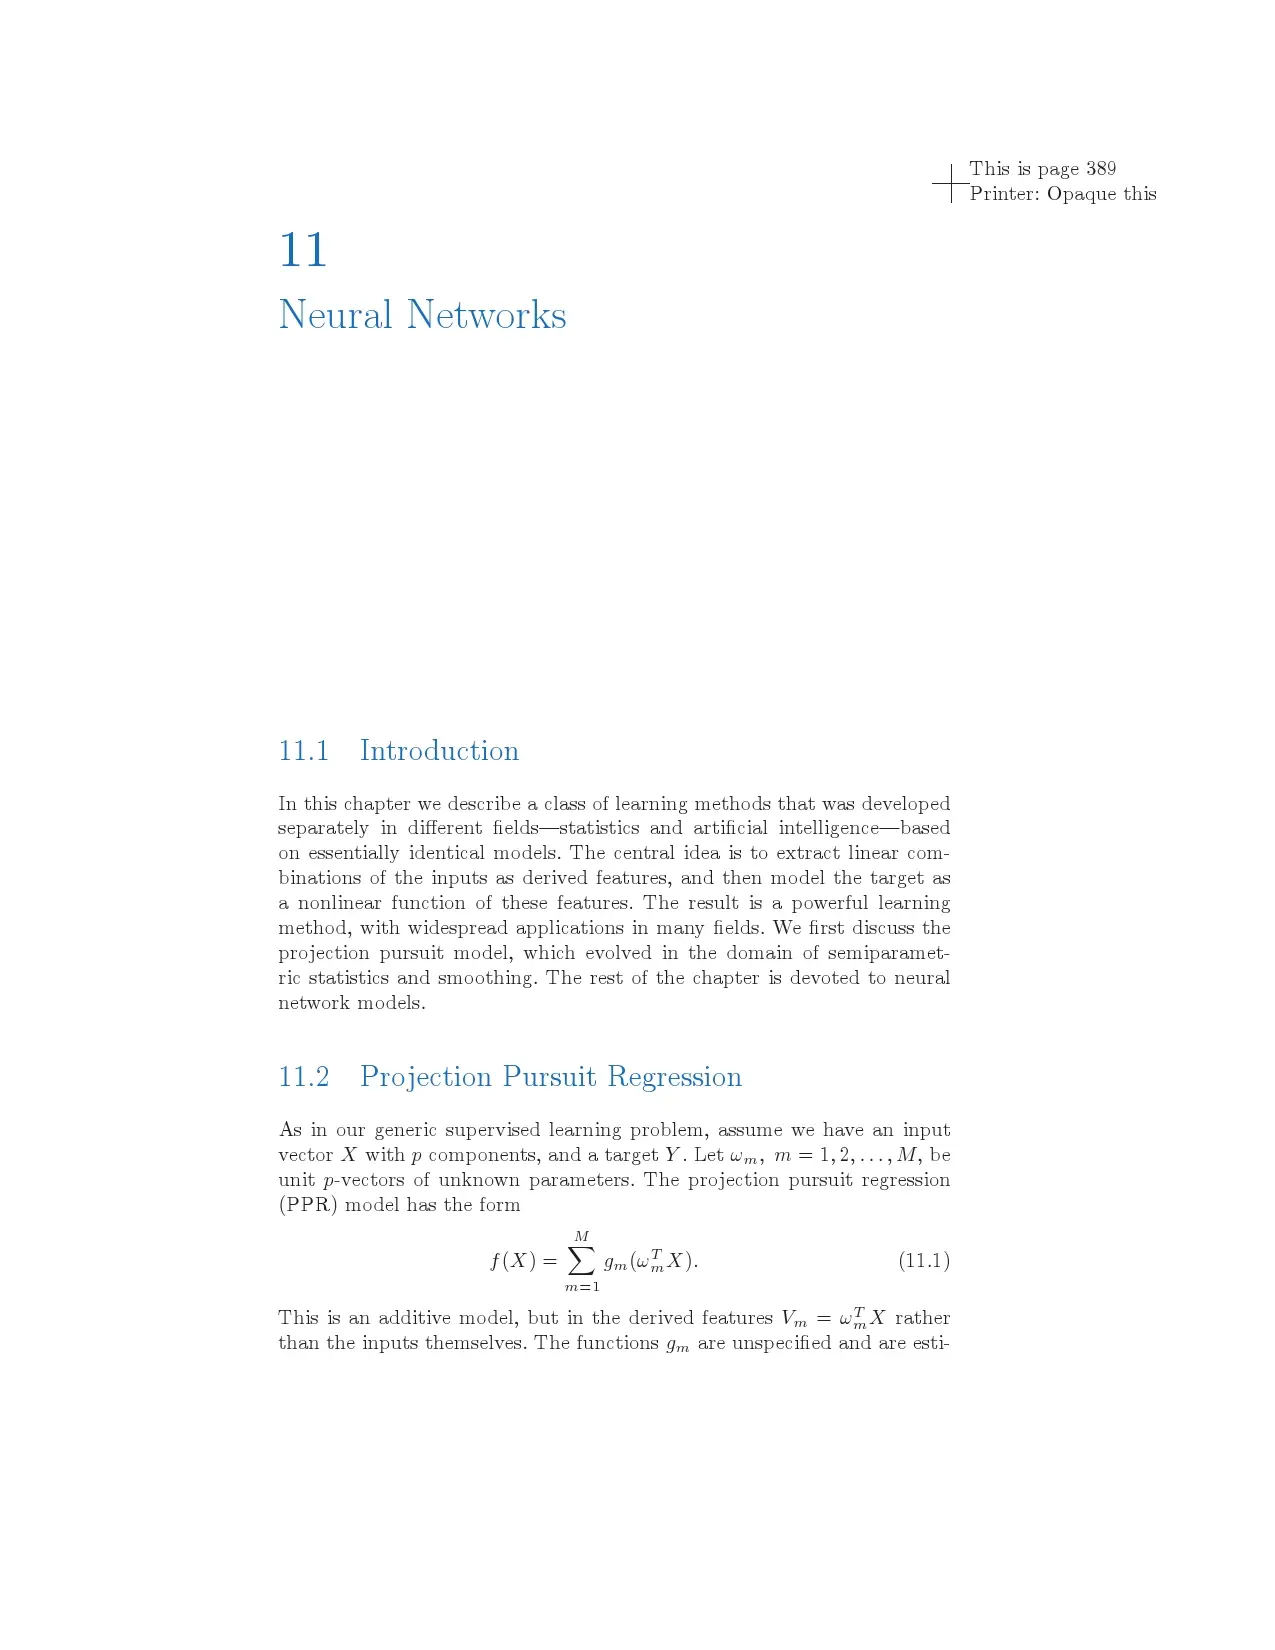 This is page 389
Printer: Opaque this
11
Neural Networks
11.1 Introduction
In this chapter we describe a class of learning methods that was developed
separately in different fields—statistics and artificial intelligence—based
on essentially identical models. The central idea is to extract linear com-
binations of the inputs as derived features, and then model the target as
a nonlinear function of these features. The result is a powerful learning
method, with widespread applications in many fields. We first discuss the
projection pursuit model, which evolved in the domain of semiparamet-
ric statistics and smoothing. The rest of the chapter is devoted to neural
network models.
11.2 Projection Pursuit Regression
As in our generic supervised learning problem, assume we have an input
vector X with p components, and a target Y. Let ω_m, m = 1, 2, . . . , M, be
unit p-vectors of unknown parameters. The projection pursuit regression
(PPR) model has the form
f(X) = \sum_{m=1}^{M} g_m(ω_m^T X). (11.1)
This is an additive model, but in the derived features V_m = ω_m^T X rather
than the inputs themselves. The functions g_m are unspecified and are esti-